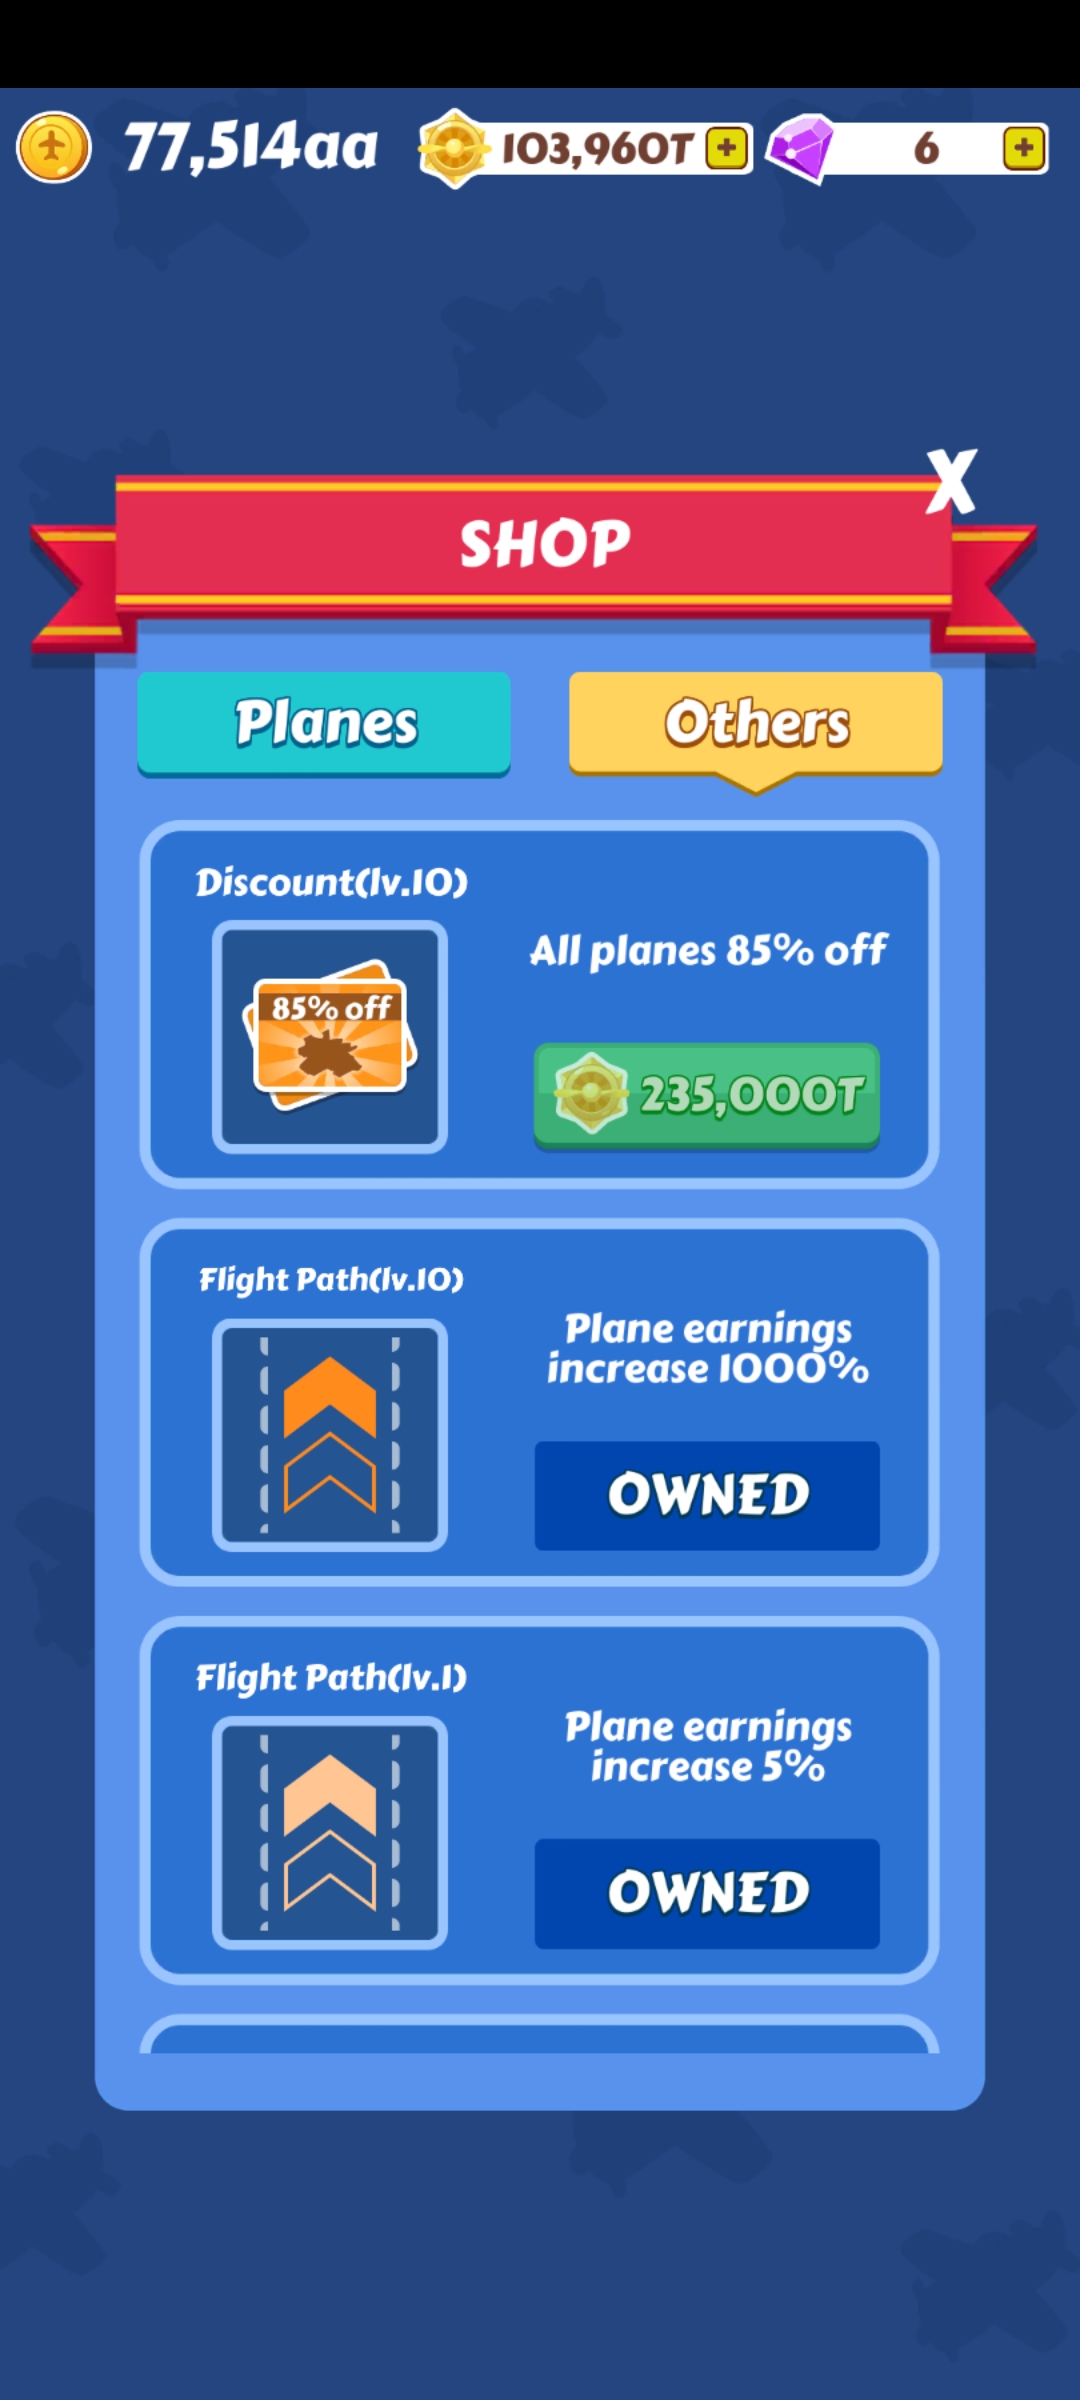 77,514aa 103,960T + 6 +
X
SHOP
Planes Others
Discount(lv.10)
All planes 85% off
85% off
235,000T
Flight Path(lv.10)
Plane earnings
increase 1000%
OWNED
Flight Path(lv.1)
Plane earnings
increase 5%
OWNED